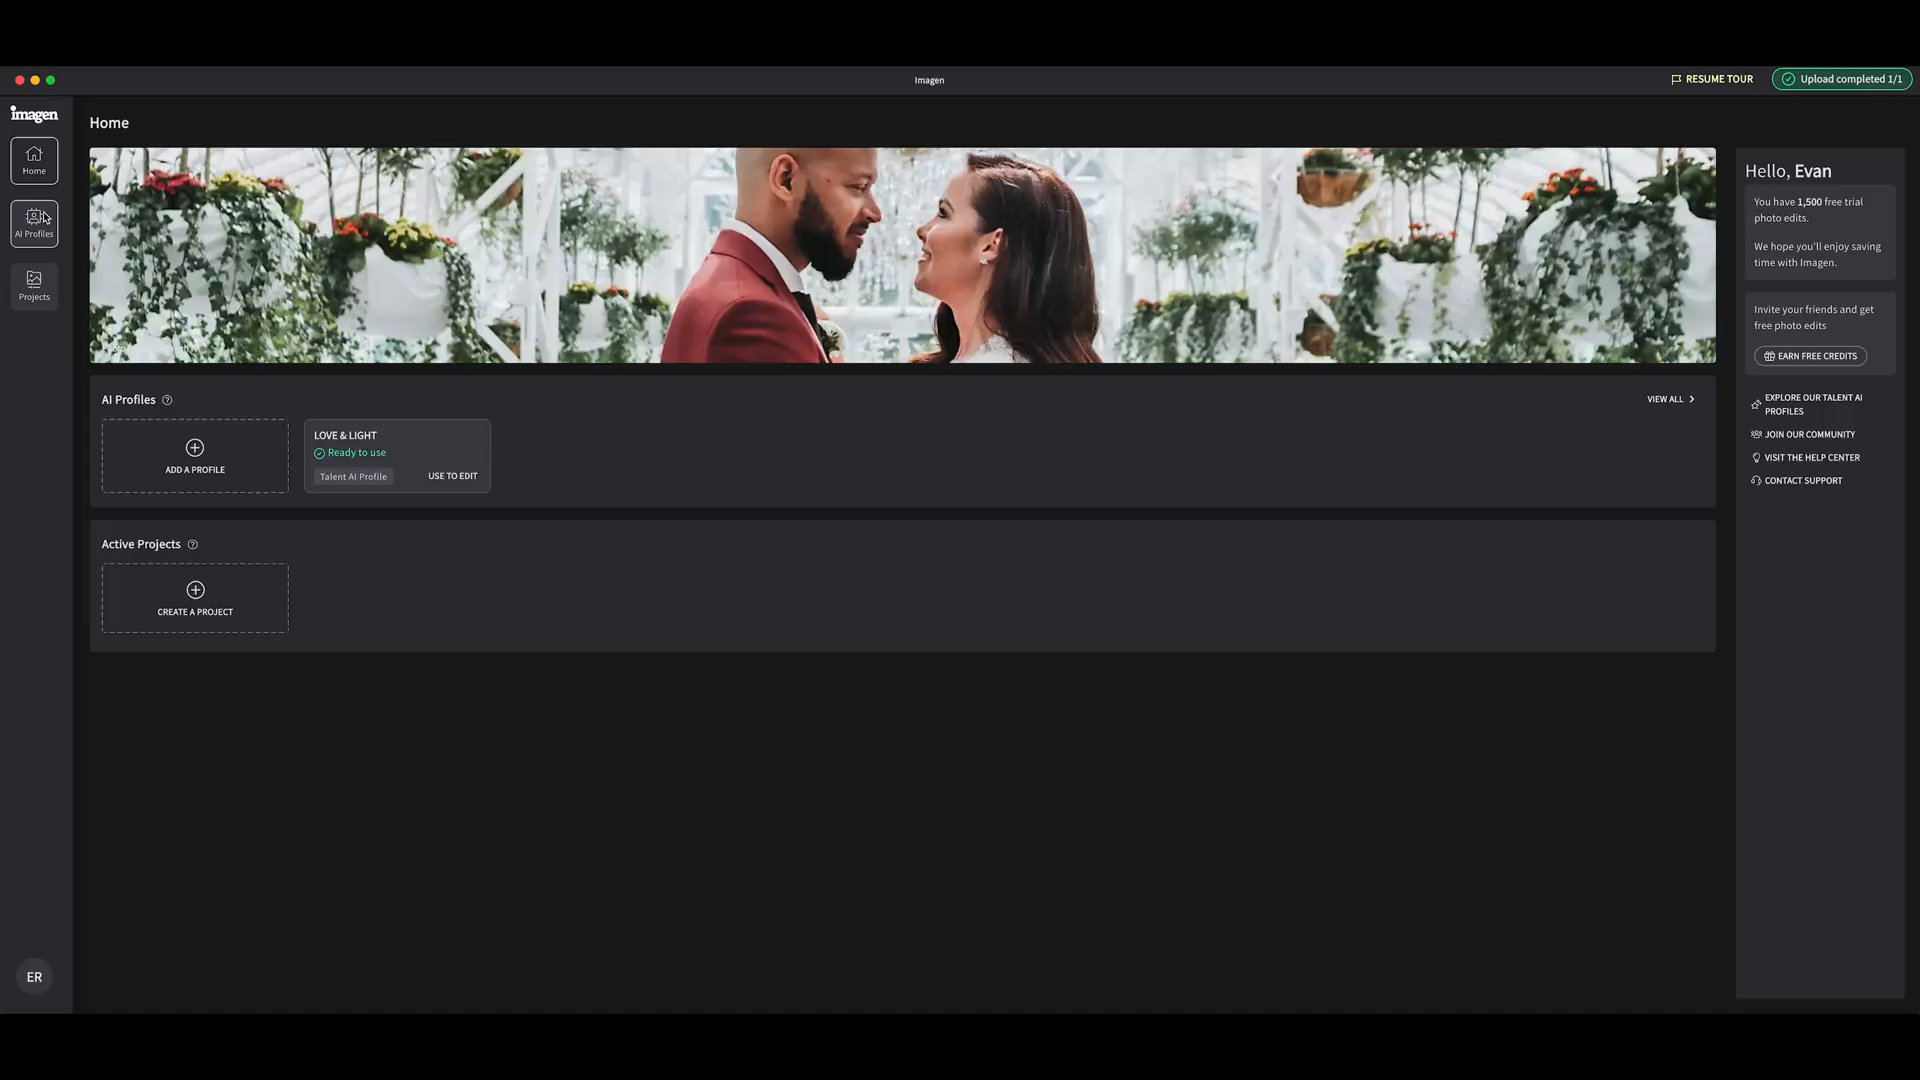 Imagen
RESUME TOUR
Upload completed 1/1
imagen
Home
AI Profiles
Projects
ER
Home
AI Profiles
VIEW ALL
ADD A PROFILE
LOVE & LIGHT
Ready to use
Talent AI Profile
USE TO EDIT
Active Projects
CREATE A PROJECT
Hello, Evan
You have 1,500 free trial
photo edits.
We hope you'll enjoy saving
time with Imagen.
Invite your friends and get
free photo edits
EARN FREE CREDITS
EXPLORE OUR TALENT AI
PROFILES
JOIN OUR COMMUNITY
VISIT THE HELP CENTER
CONTACT SUPPORT